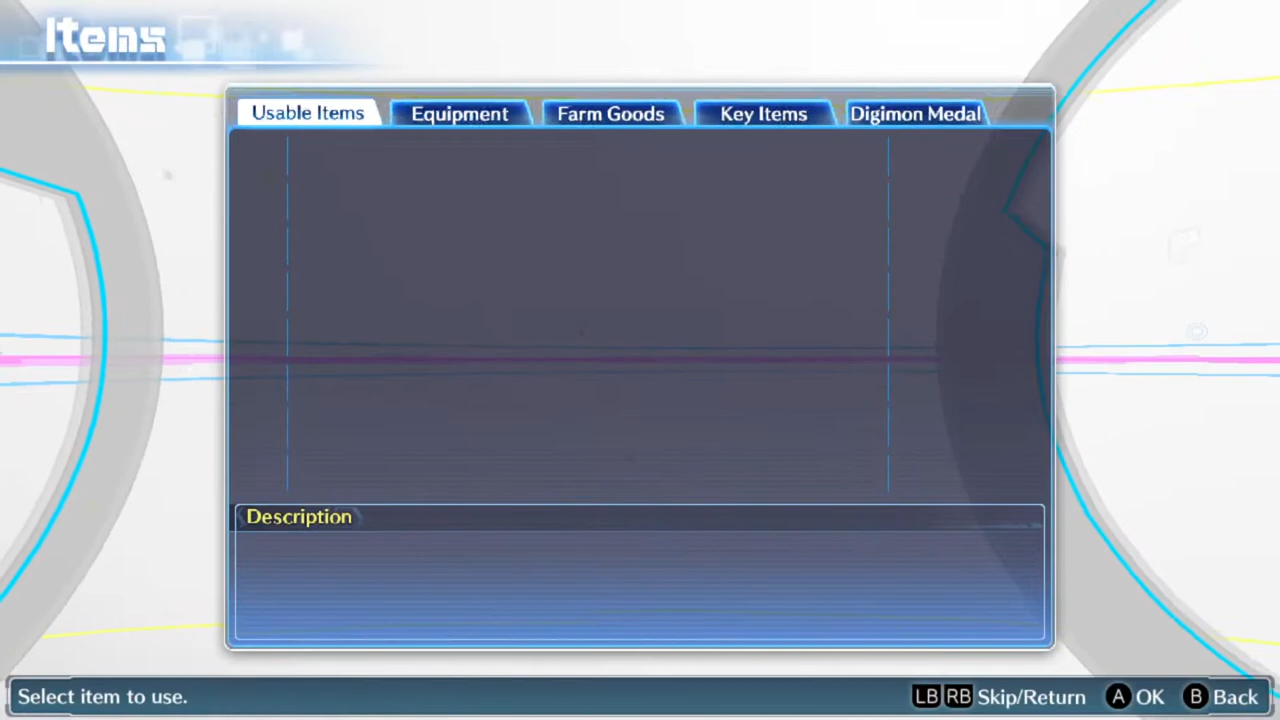 Items
Usable Items
Equipment
Farm Goods
Key Items
Digimon Medal
Description
Select item to use.
LB RB Skip/Return A OK B Back